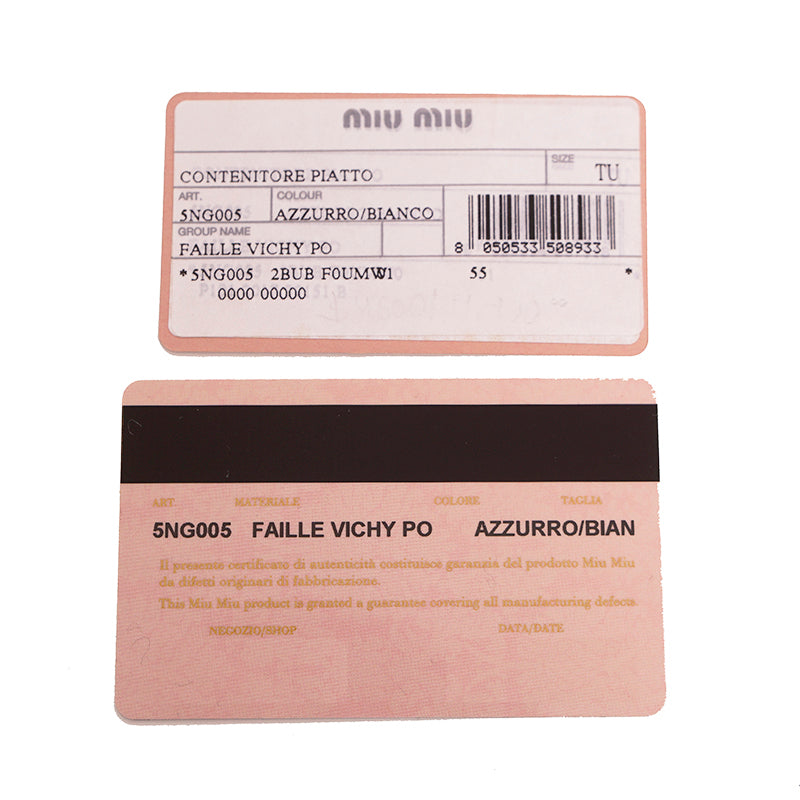 miu miu
SIZE
CONTENITORE PIATTO
TU
ART.
COLOUR
5NG005
AZZURRO/BIANCO
GROUP NAME
FAILLE VICHY PO
8 050533 508933
*5NG005 2BUB F0UMW1 55 *
0000 00000
ART MATERIALE COLORE TAGLIA
5NG005 FAILLE VICHY PO AZZURRO/BIAN
Il presente certificato di autenticità costituisce garanzia del prodotto Miu Miu
da difetti originari di fabbricazione.
This Miu Miu product is granted a guarantee covering all manufacturing defects
NEGOZIO/SHOP DATA/DATE